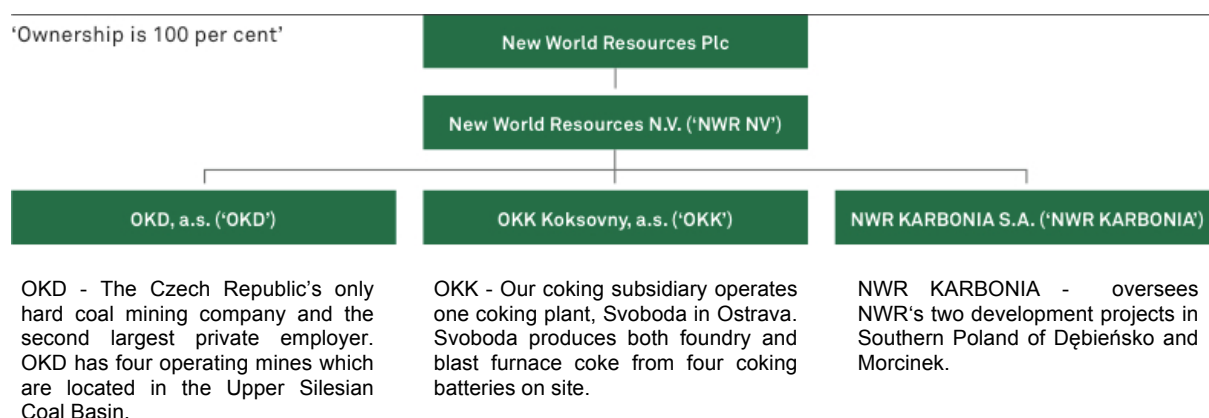 ‘Ownership is 100 per cent’
New World Resources Plc
New World Resources N.V. (‘NWR NV’)
OKD, a.s. (‘OKD’)
OKK Koksovny, a.s. (‘OKK’)
NWR KARBONIA S.A. (‘NWR KARBONIA’)
OKD - The Czech Republic’s only
hard coal mining company and the
second largest private employer.
OKD has four operating mines which
are located in the Upper Silesian
Coal Basin.
OKK - Our coking subsidiary operates
one coking plant, Svoboda in Ostrava.
Svoboda produces both foundry and
blast furnace coke from four coking
batteries on site.
NWR KARBONIA - oversees
NWR‘s two development projects in
Southern Poland of Dębieńsko and
Morcinek.